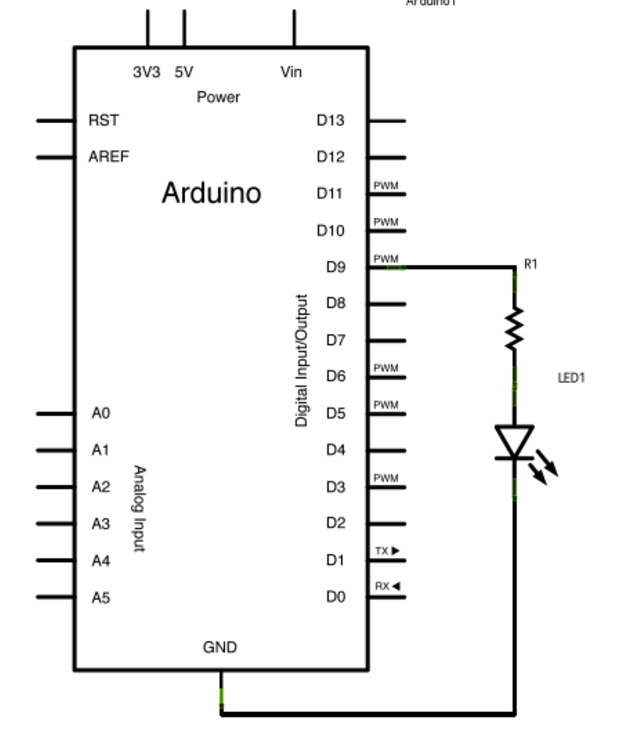 Arduino1
3V3 5V Vin
Power
RST D13
AREF D12
Arduino
D11 PWM
D10 PWM
D9 PWM R1
D8
D7
Digital Input/Output
D6 PWM
LED1
A0 D5 PWM
A1 D4
A2 D3 PWM
Analog Input
A3 D2
A4 D1 TX ▶
A5 D0 RX ◀
GND